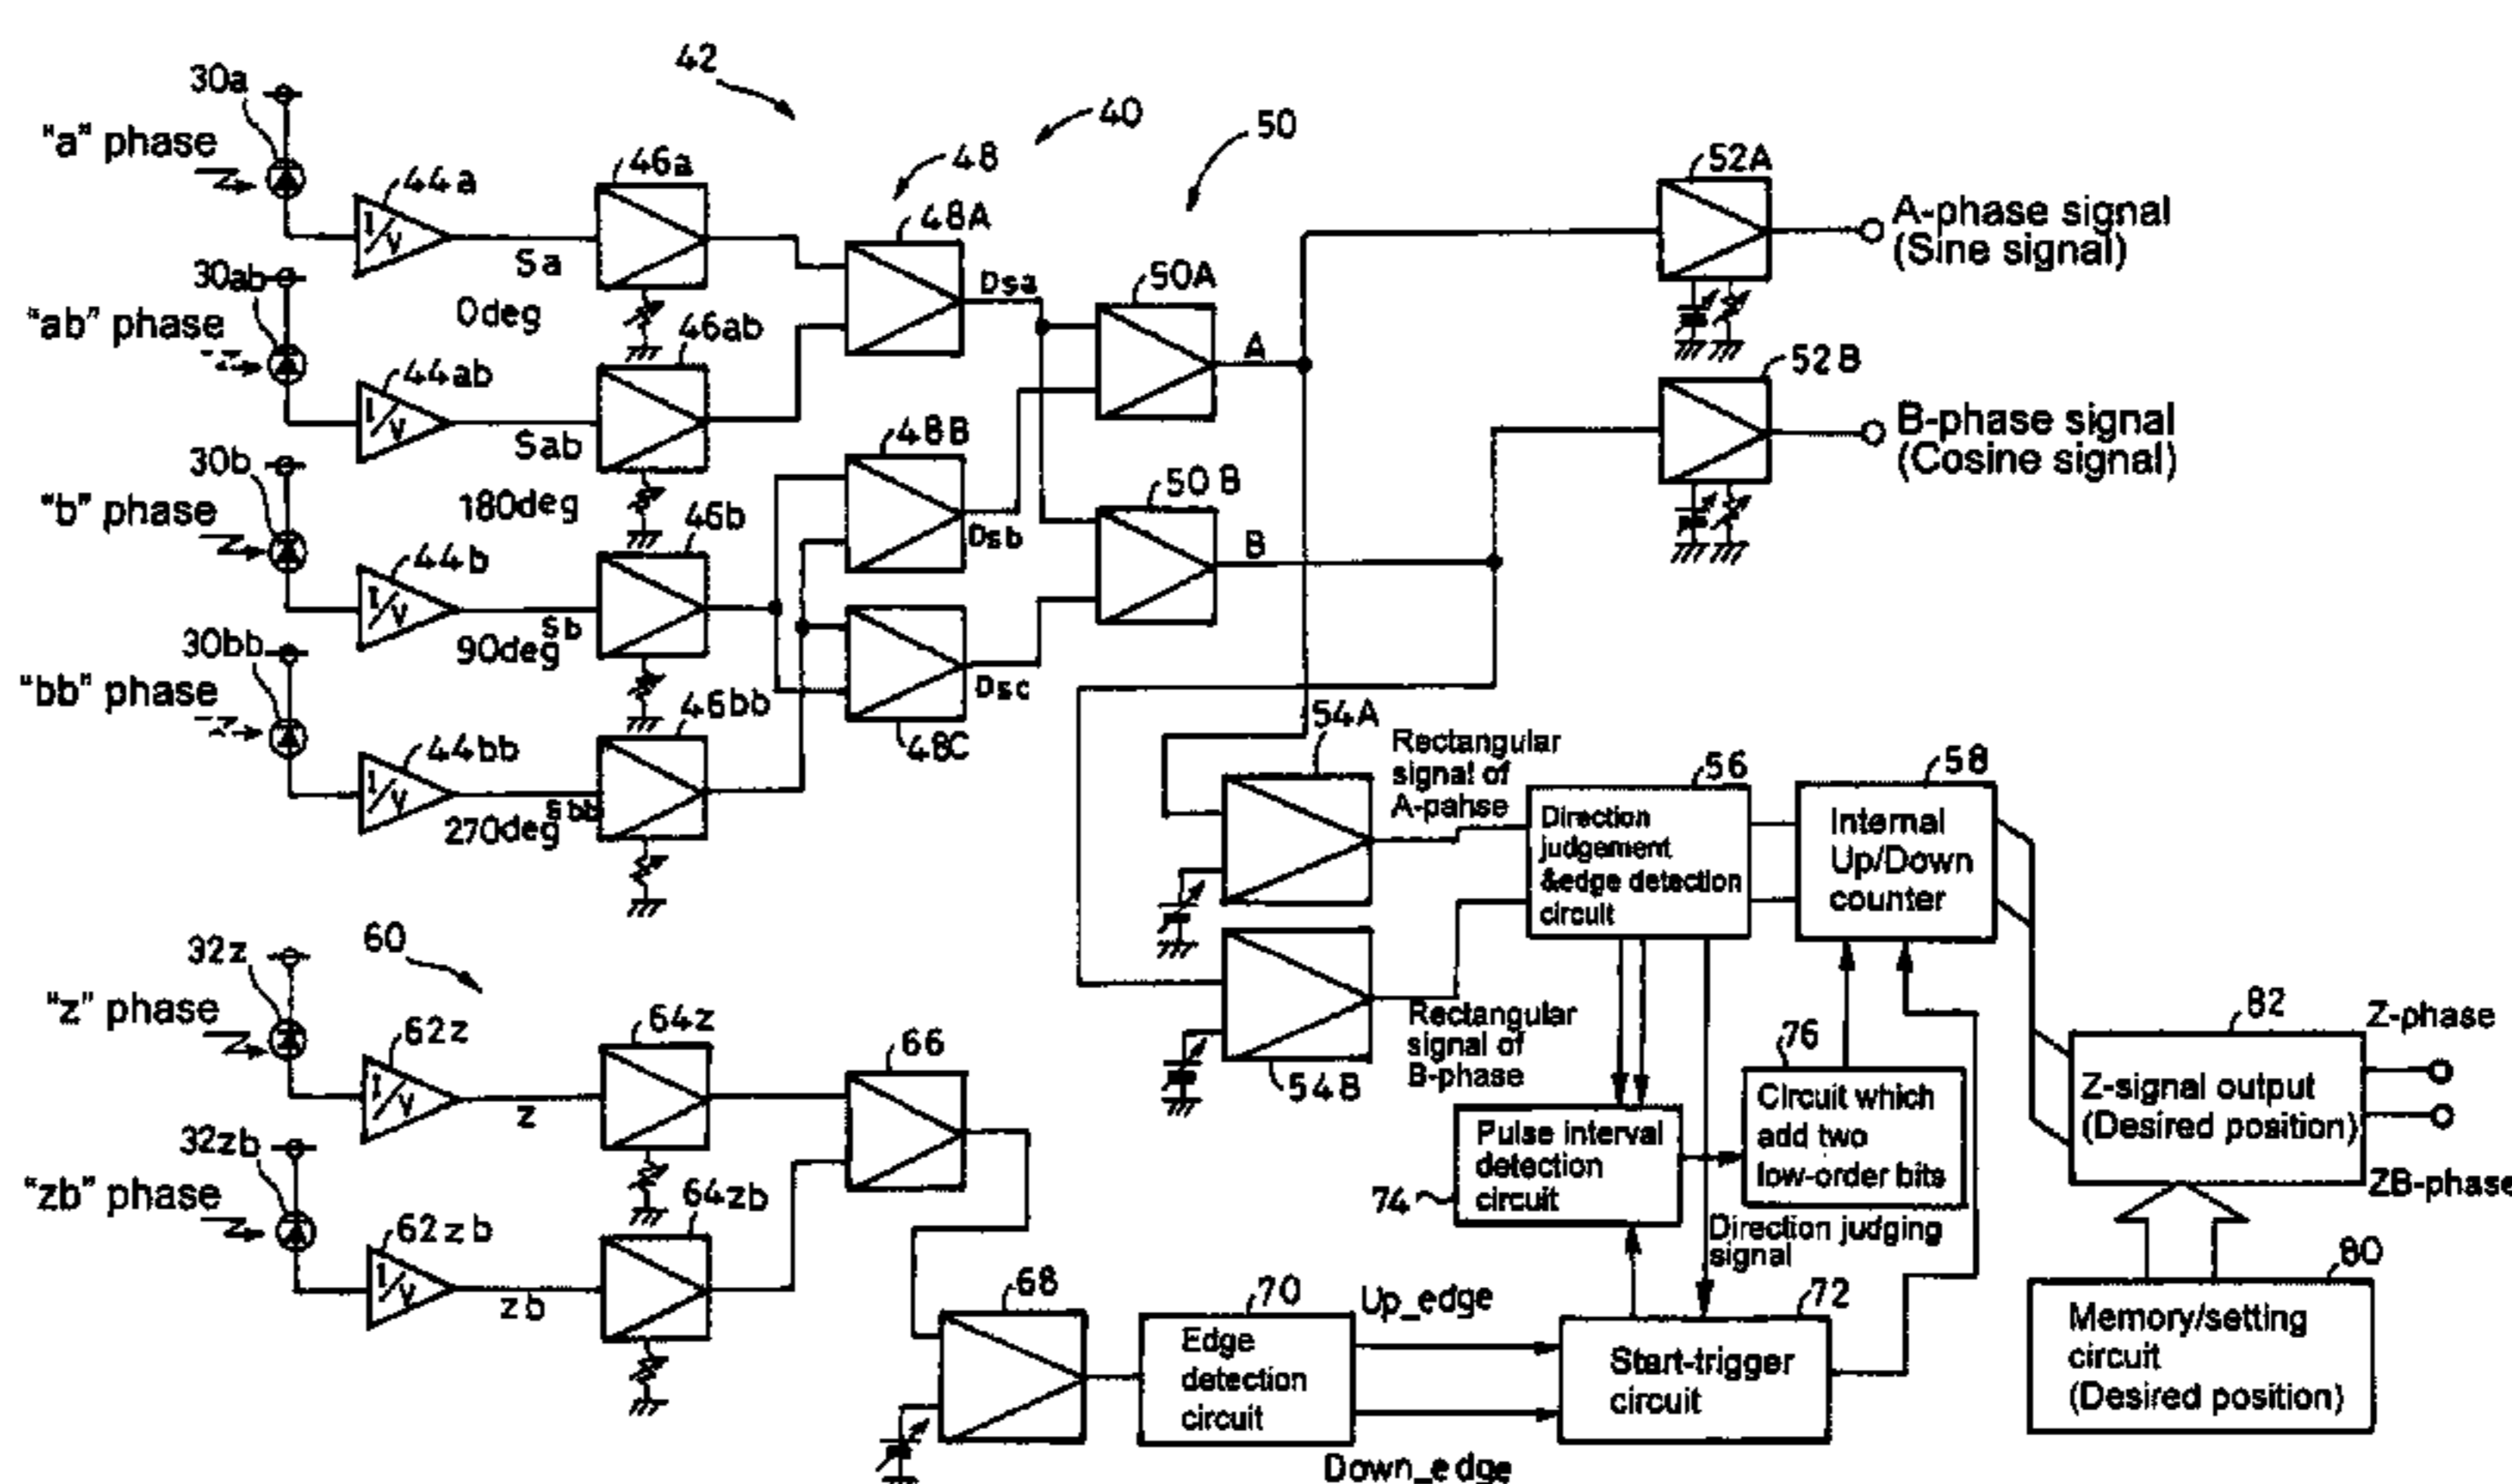 42
40
50
30a
"a" phase
44a
I/V
Sa
0deg
46a
48
48A
Dsa
50A
A
52A
A-phase signal
(Sine signal)
30ab
"ab" phase
44ab
I/V
Sab
180deg
46ab
52B
B-phase signal
(Cosine signal)
30b
"b" phase
44b
I/V
Sb
90deg
46b
48B
Dsb
50B
B
30bb
"bb" phase
44bb
I/V
Sbb
270deg
46bb
48C
Dsc
54A
Rectangular
signal of
A-pahse
56
Direction
judgement
&edge detection
circuit
58
Internal
Up/Down
counter
54B
Rectangular
signal of
B-phase
60
32z
"z" phase
62z
I/V
z
64z
66
32zb
"zb" phase
62zb
I/V
zb
64zb
74
Pulse interval
detection
circuit
76
Circuit which
add two
low-order bits
82
Z-signal output
(Desired position)
Z-phase
ZB-phase
Direction judging
signal
68
70
Edge
detection
circuit
Up_edge
Down_edge
72
Start-trigger
circuit
80
Memory/setting
circuit
(Desired position)